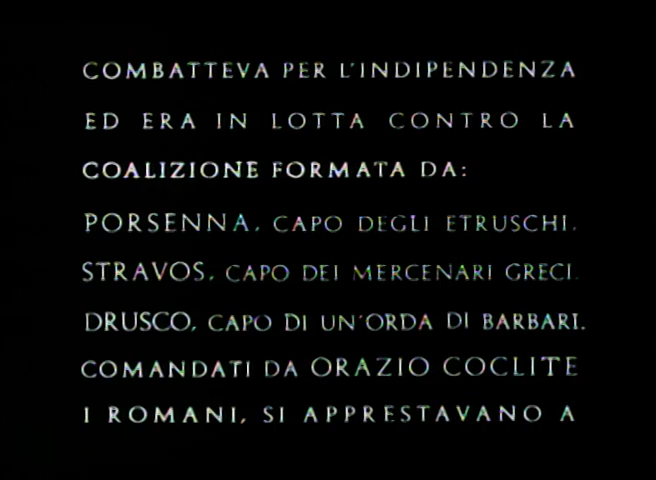 COMBATTEVA PER L'INDIPENDENZA
ED ERA IN LOTTA CONTRO LA
COALIZIONE FORMATA DA:
PORSENNA, CAPO DEGLI ETRUSCHI.
STRAVOS, CAPO DEI MERCENARI GRECI.
DRUSCO, CAPO DI UN'ORDA DI BARBARI.
COMANDATI DA ORAZIO COCLITE
I ROMANI, SI APPRESTAVANO A